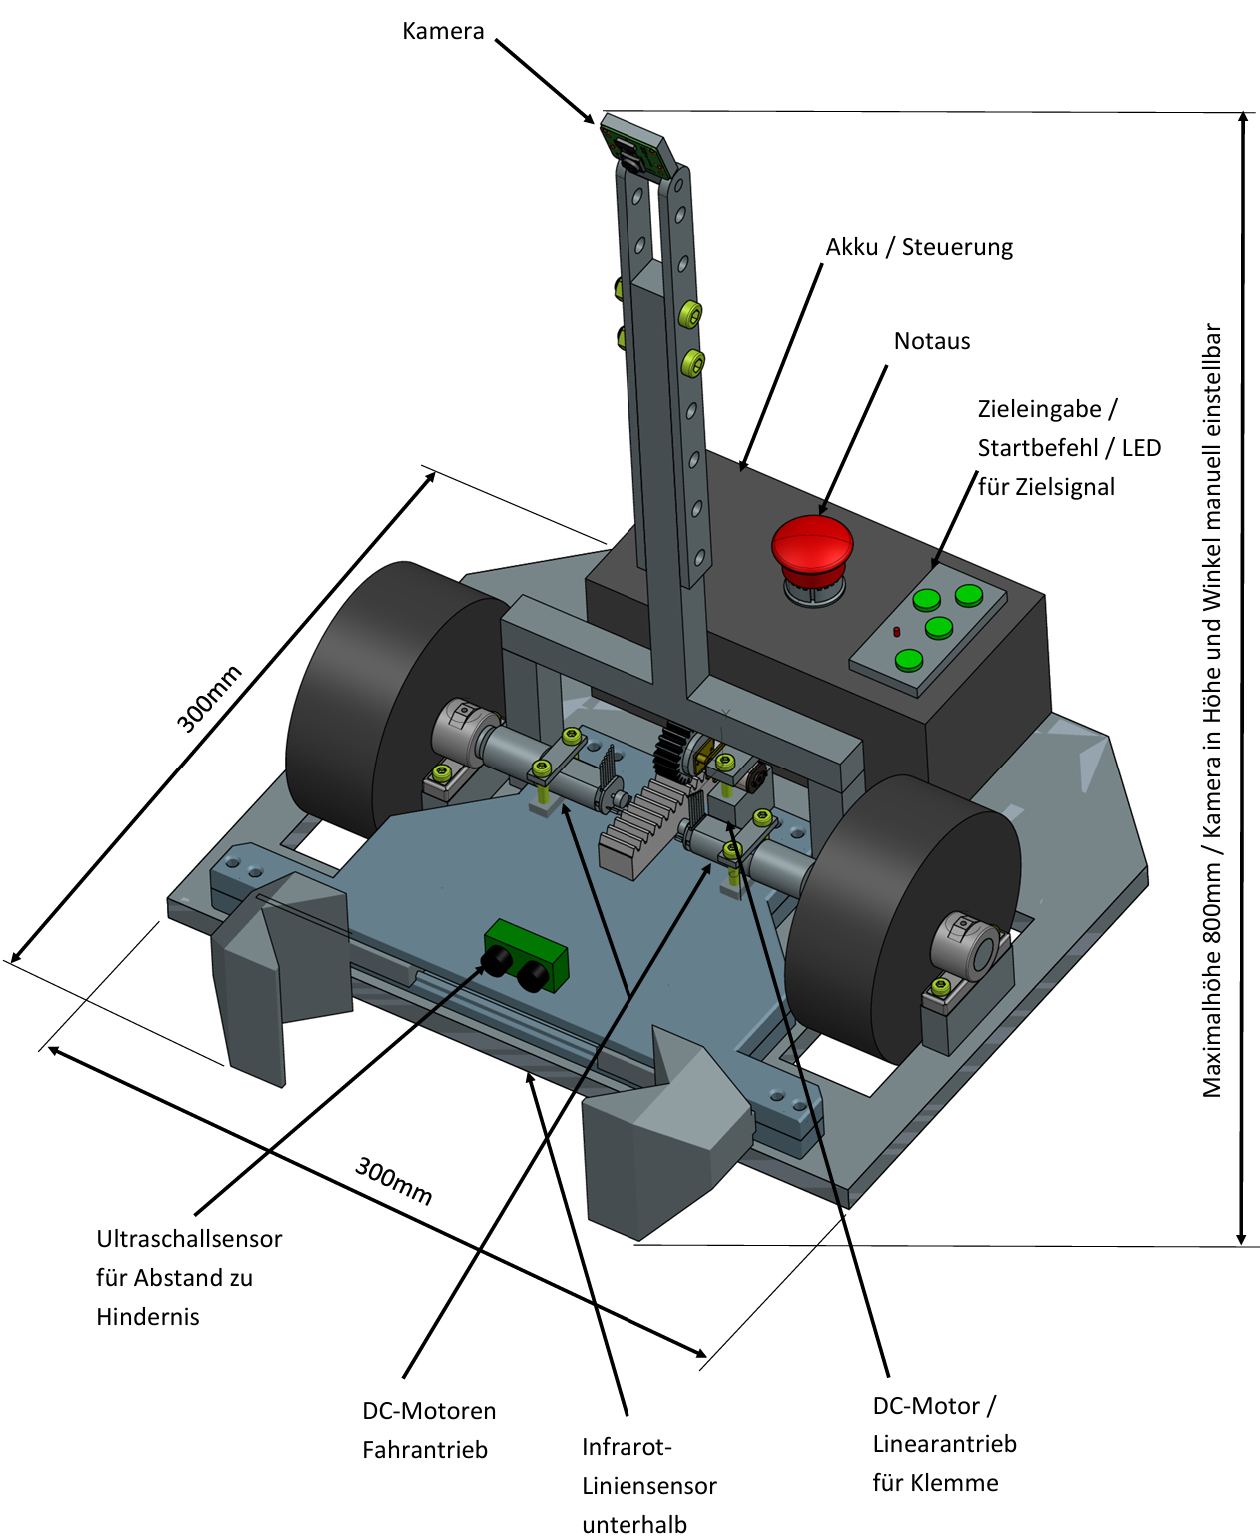 Kamera
Akku / Steuerung
Notaus
Zieleingabe /
Startbefehl / LED
für Zielsignal
Maximalhöhe 800mm / Kamera in Höhe und Winkel manuell einstellbar
300mm
300mm
Ultraschallsensor
für Abstand zu
Hindernis
DC-Motoren
Fahrantrieb
Infrarot-
Liniensensor
unterhalb
DC-Motor /
Linearantrieb
für Klemme